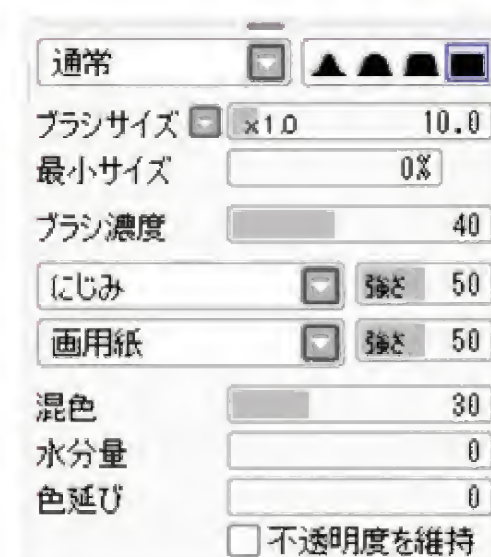 通常
ブラシサイズ ×1.0 10.0
最小サイズ 0%
ブラシ濃度 40
にじみ 強さ 50
画用紙 強さ 50
混色 30
水分量 0
色延び 0
不透明度を維持